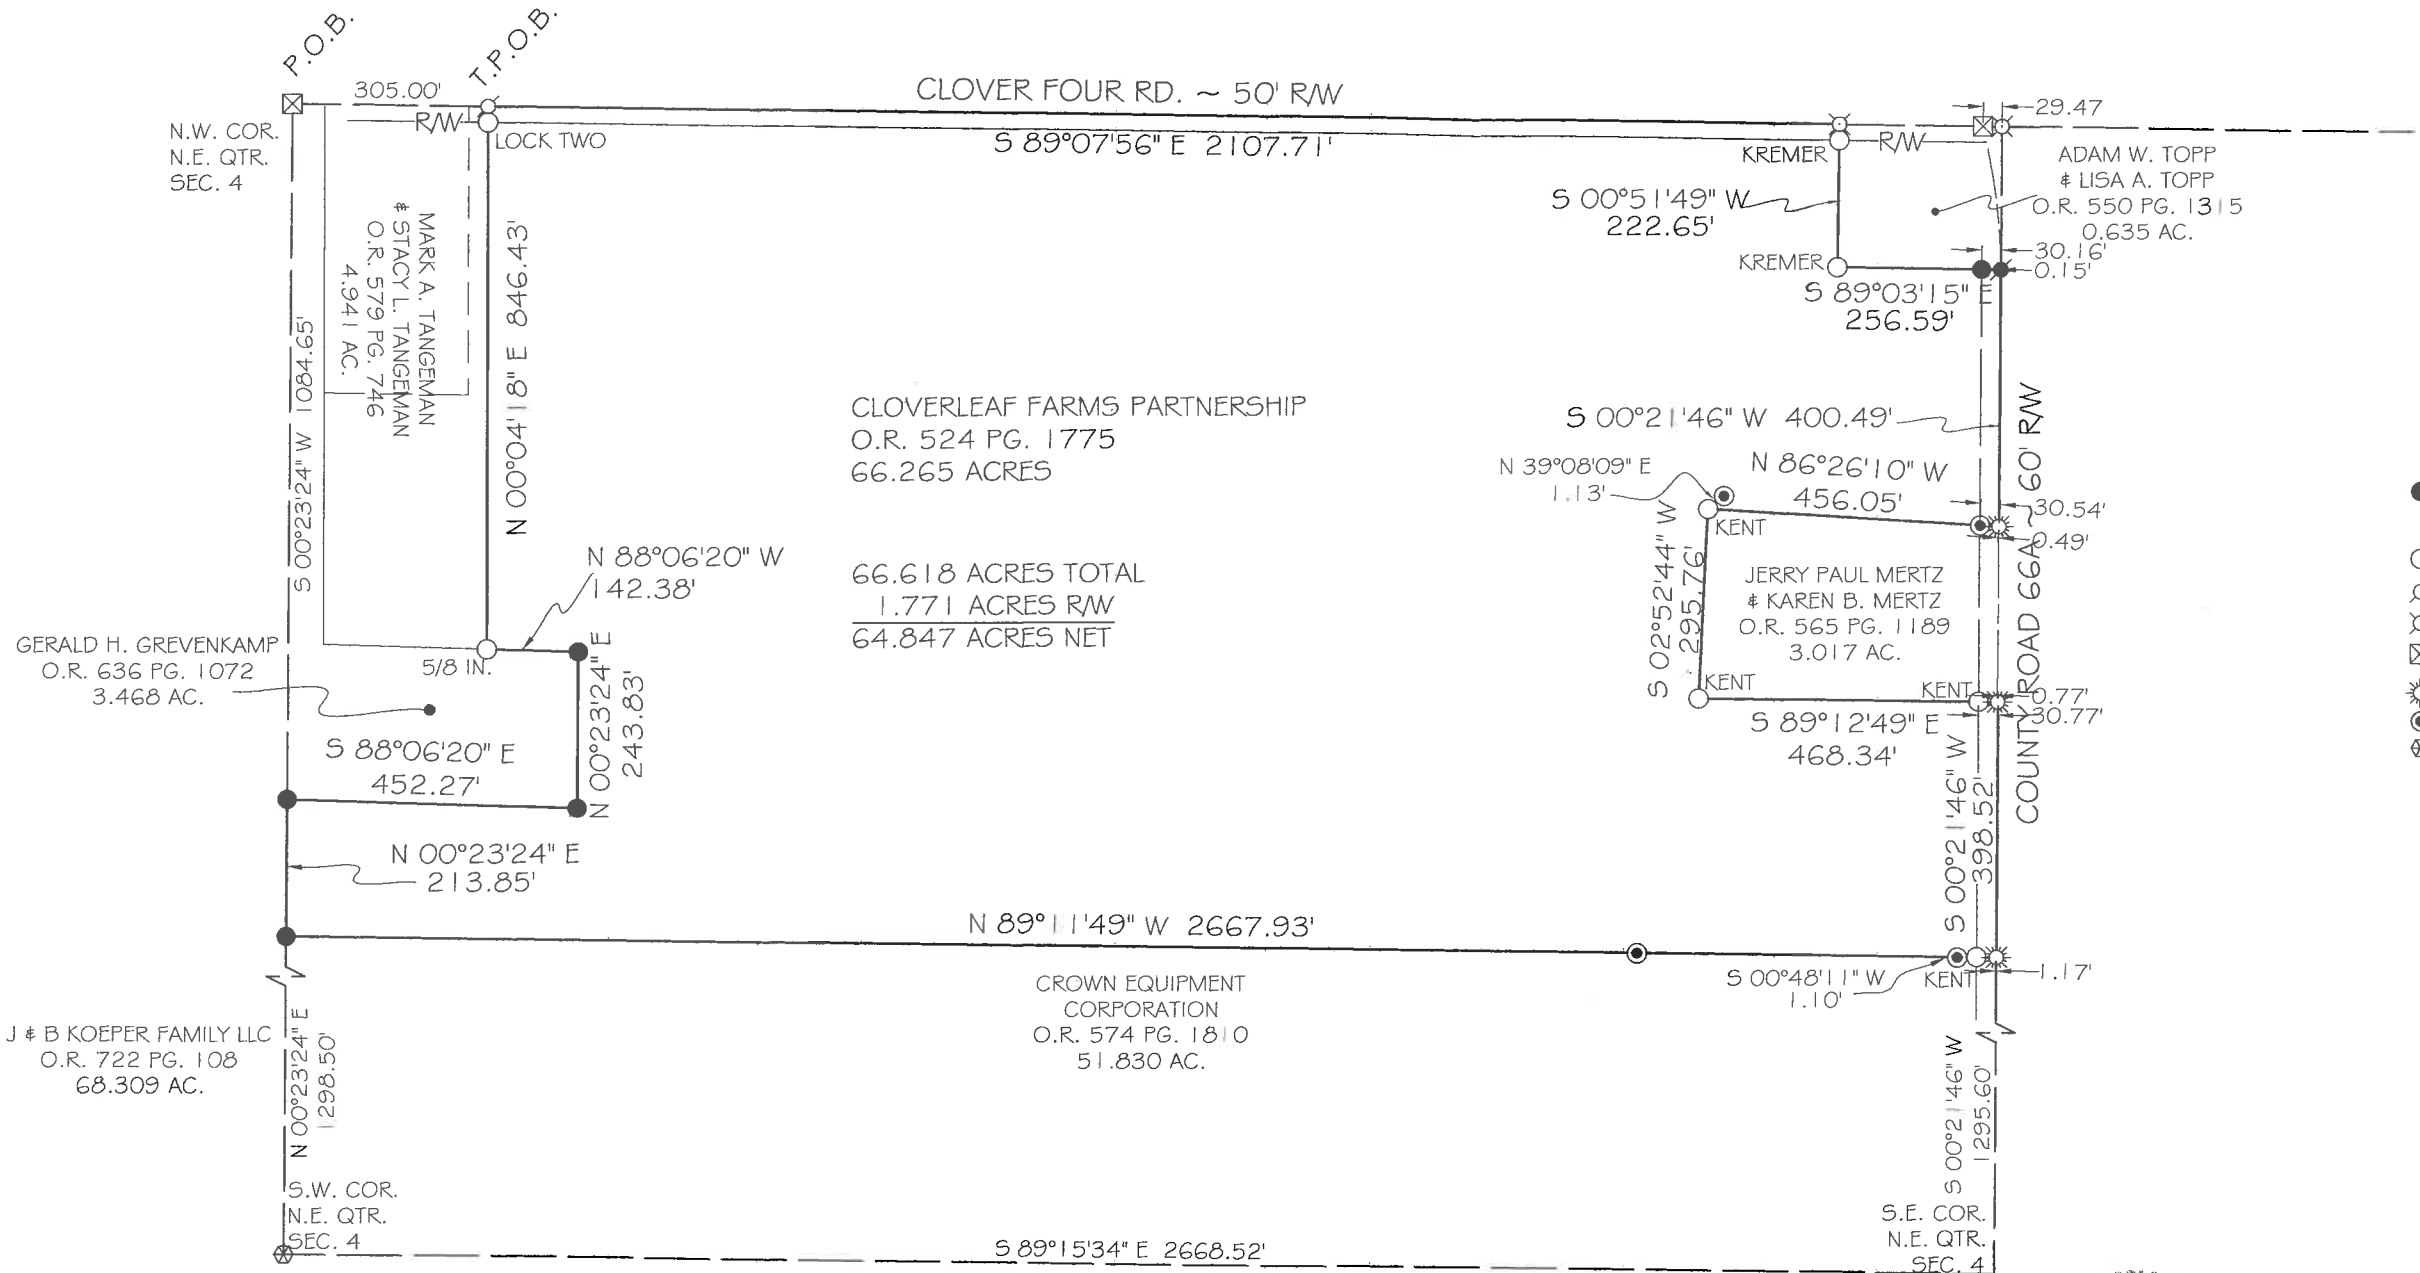 P.O.B.
T.P.O.B.
305.00'
CLOVER FOUR RD. ~ 50' R/W
29.47
N.W. COR.
N.E. QTR.
SEC. 4
R/W
LOCK TWO
S 89°07'56" E 2107.71'
KREMER
R/W
ADAM W. TOPP
& LISA A. TOPP
O.R. 550 PG. 1315
0.635 AC.
S 00°51'49" W
222.65'
KREMER
30.16'
0.15'
S 89°03'15" E
256.59'
MARK A. TANGEMAN
& STACY L. TANGEMAN
O.R. 579 PG. 746
4.941 AC.
S 00°23'24" W 1084.65'
N 00°04'18" E 846.43'
CLOVERLEAF FARMS PARTNERSHIP
O.R. 524 PG. 1775
66.265 ACRES
S 00°21'46" W 400.49'
COUNTY ROAD 66A ~ 60' R/W
N 39°08'09" E
1.13'
N 86°26'10" W
456.05'
KENT
30.54'
0.49'
N 88°06'20" W
142.38'
66.618 ACRES TOTAL
1.771 ACRES R/W
64.847 ACRES NET
S 02°52'44" W
295.76'
JERRY PAUL MERTZ
& KAREN B. MERTZ
O.R. 565 PG. 1189
3.017 AC.
GERALD H. GREVENKAMP
O.R. 636 PG. 1072
3.468 AC.
5/8 IN.
N 00°23'24" E
243.83'
KENT
KENT
0.77'
30.77'
S 89°12'49" E
468.34'
S 88°06'20" E
452.27'
S 00°21'46" W
398.52'
N 00°23'24" E
213.85'
N 89°11'49" W 2667.93'
S 00°48'11" W
1.10'
KENT
1.17'
CROWN EQUIPMENT
CORPORATION
O.R. 574 PG. 1810
51.830 AC.
J & B KOEPER FAMILY LLC
O.R. 722 PG. 108
68.309 AC.
N 00°23'24" E
1298.50'
S 00°21'46" W
1295.60'
S.W. COR.
N.E. QTR.
SEC. 4
S.E. COR.
N.E. QTR.
SEC. 4
S 89°15'34" E 2668.52'